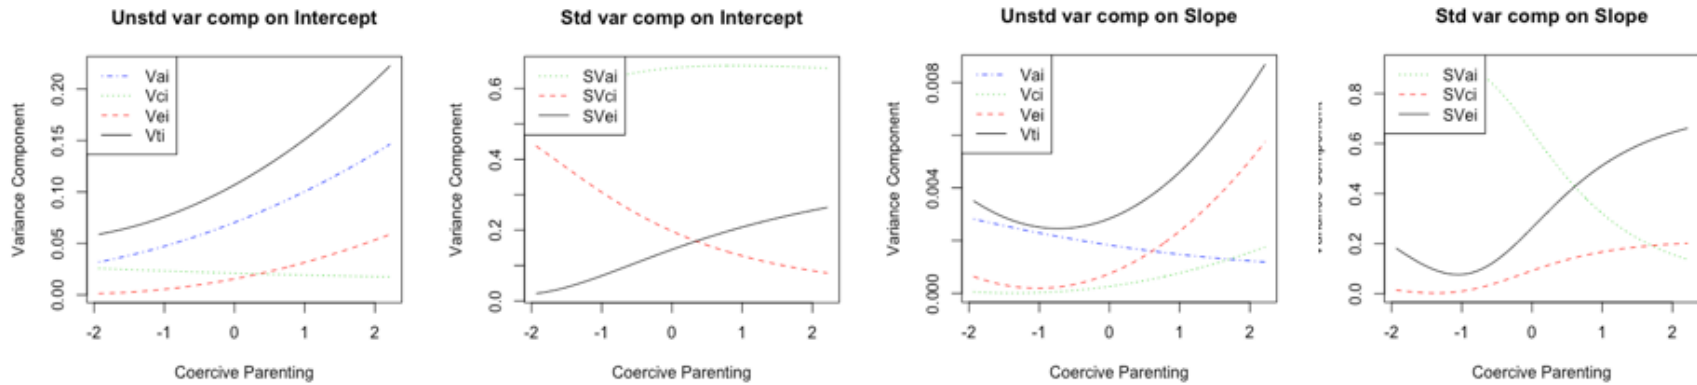 Unstd var comp on Intercept
Variance Component
0.20
0.15
0.10
0.05
0.00
Vai
Vci
Vei
Vti
-2 -1 0 1 2
Coercive Parenting
Std var comp on Intercept
Variance Component
0.6
0.4
0.2
0.0
SVai
SVci
SVei
-2 -1 0 1 2
Coercive Parenting
Unstd var comp on Slope
Variance Component
0.008
0.004
0.000
Vai
Vci
Vei
Vti
-2 -1 0 1 2
Coercive Parenting
Std var comp on Slope
0.8
0.6
0.4
0.2
0.0
SVai
SVci
SVei
-2 -1 0 1 2
Coercive Parenting